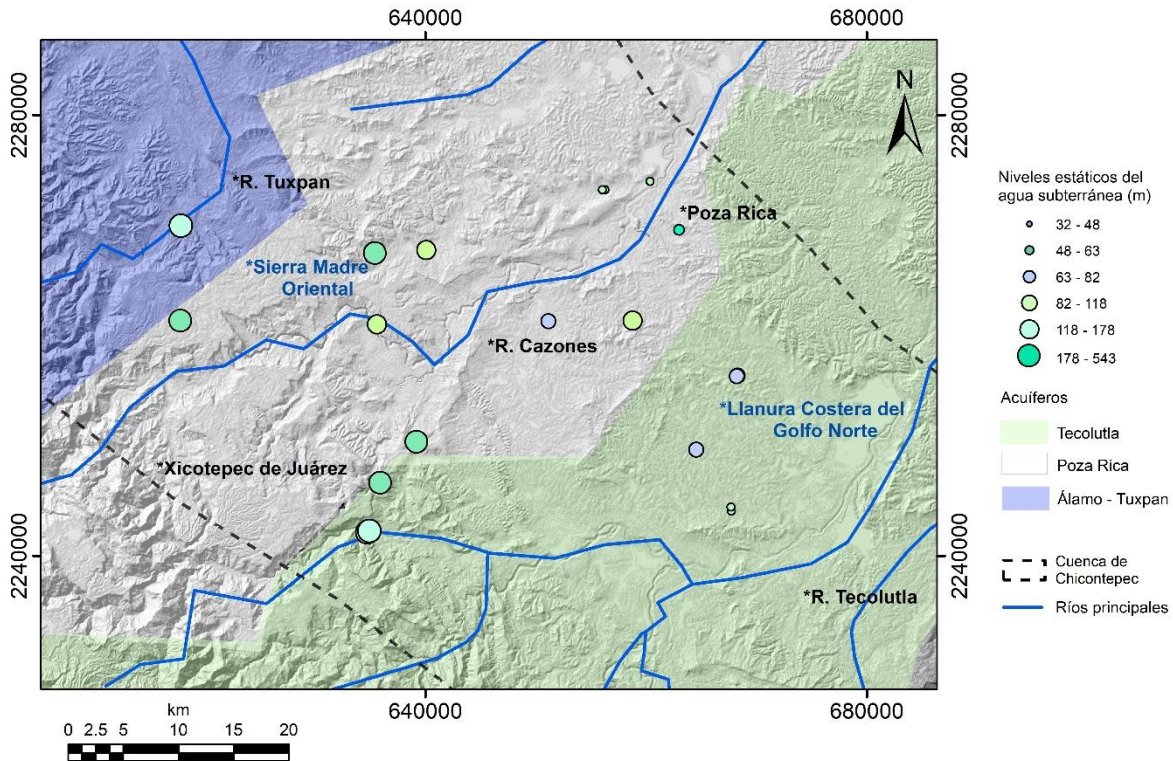 640000
680000
2280000
2280000
N
*R. Tuxpan
*Poza Rica
*Sierra Madre
Oriental
*R. Cazones
*Llanura Costera del
Golfo Norte
*Xicotepec de Juárez
2240000
2240000
*R. Tecolutla
640000
680000
km
0 2.5 5 10 15 20
Niveles estáticos del
agua subterránea (m)
32 - 48
48 - 63
63 - 82
82 - 118
118 - 178
178 - 543
Acuíferos
Tecolutla
Poza Rica
Álamo - Tuxpan
Cuenca de
Chicontepec
Ríos principales